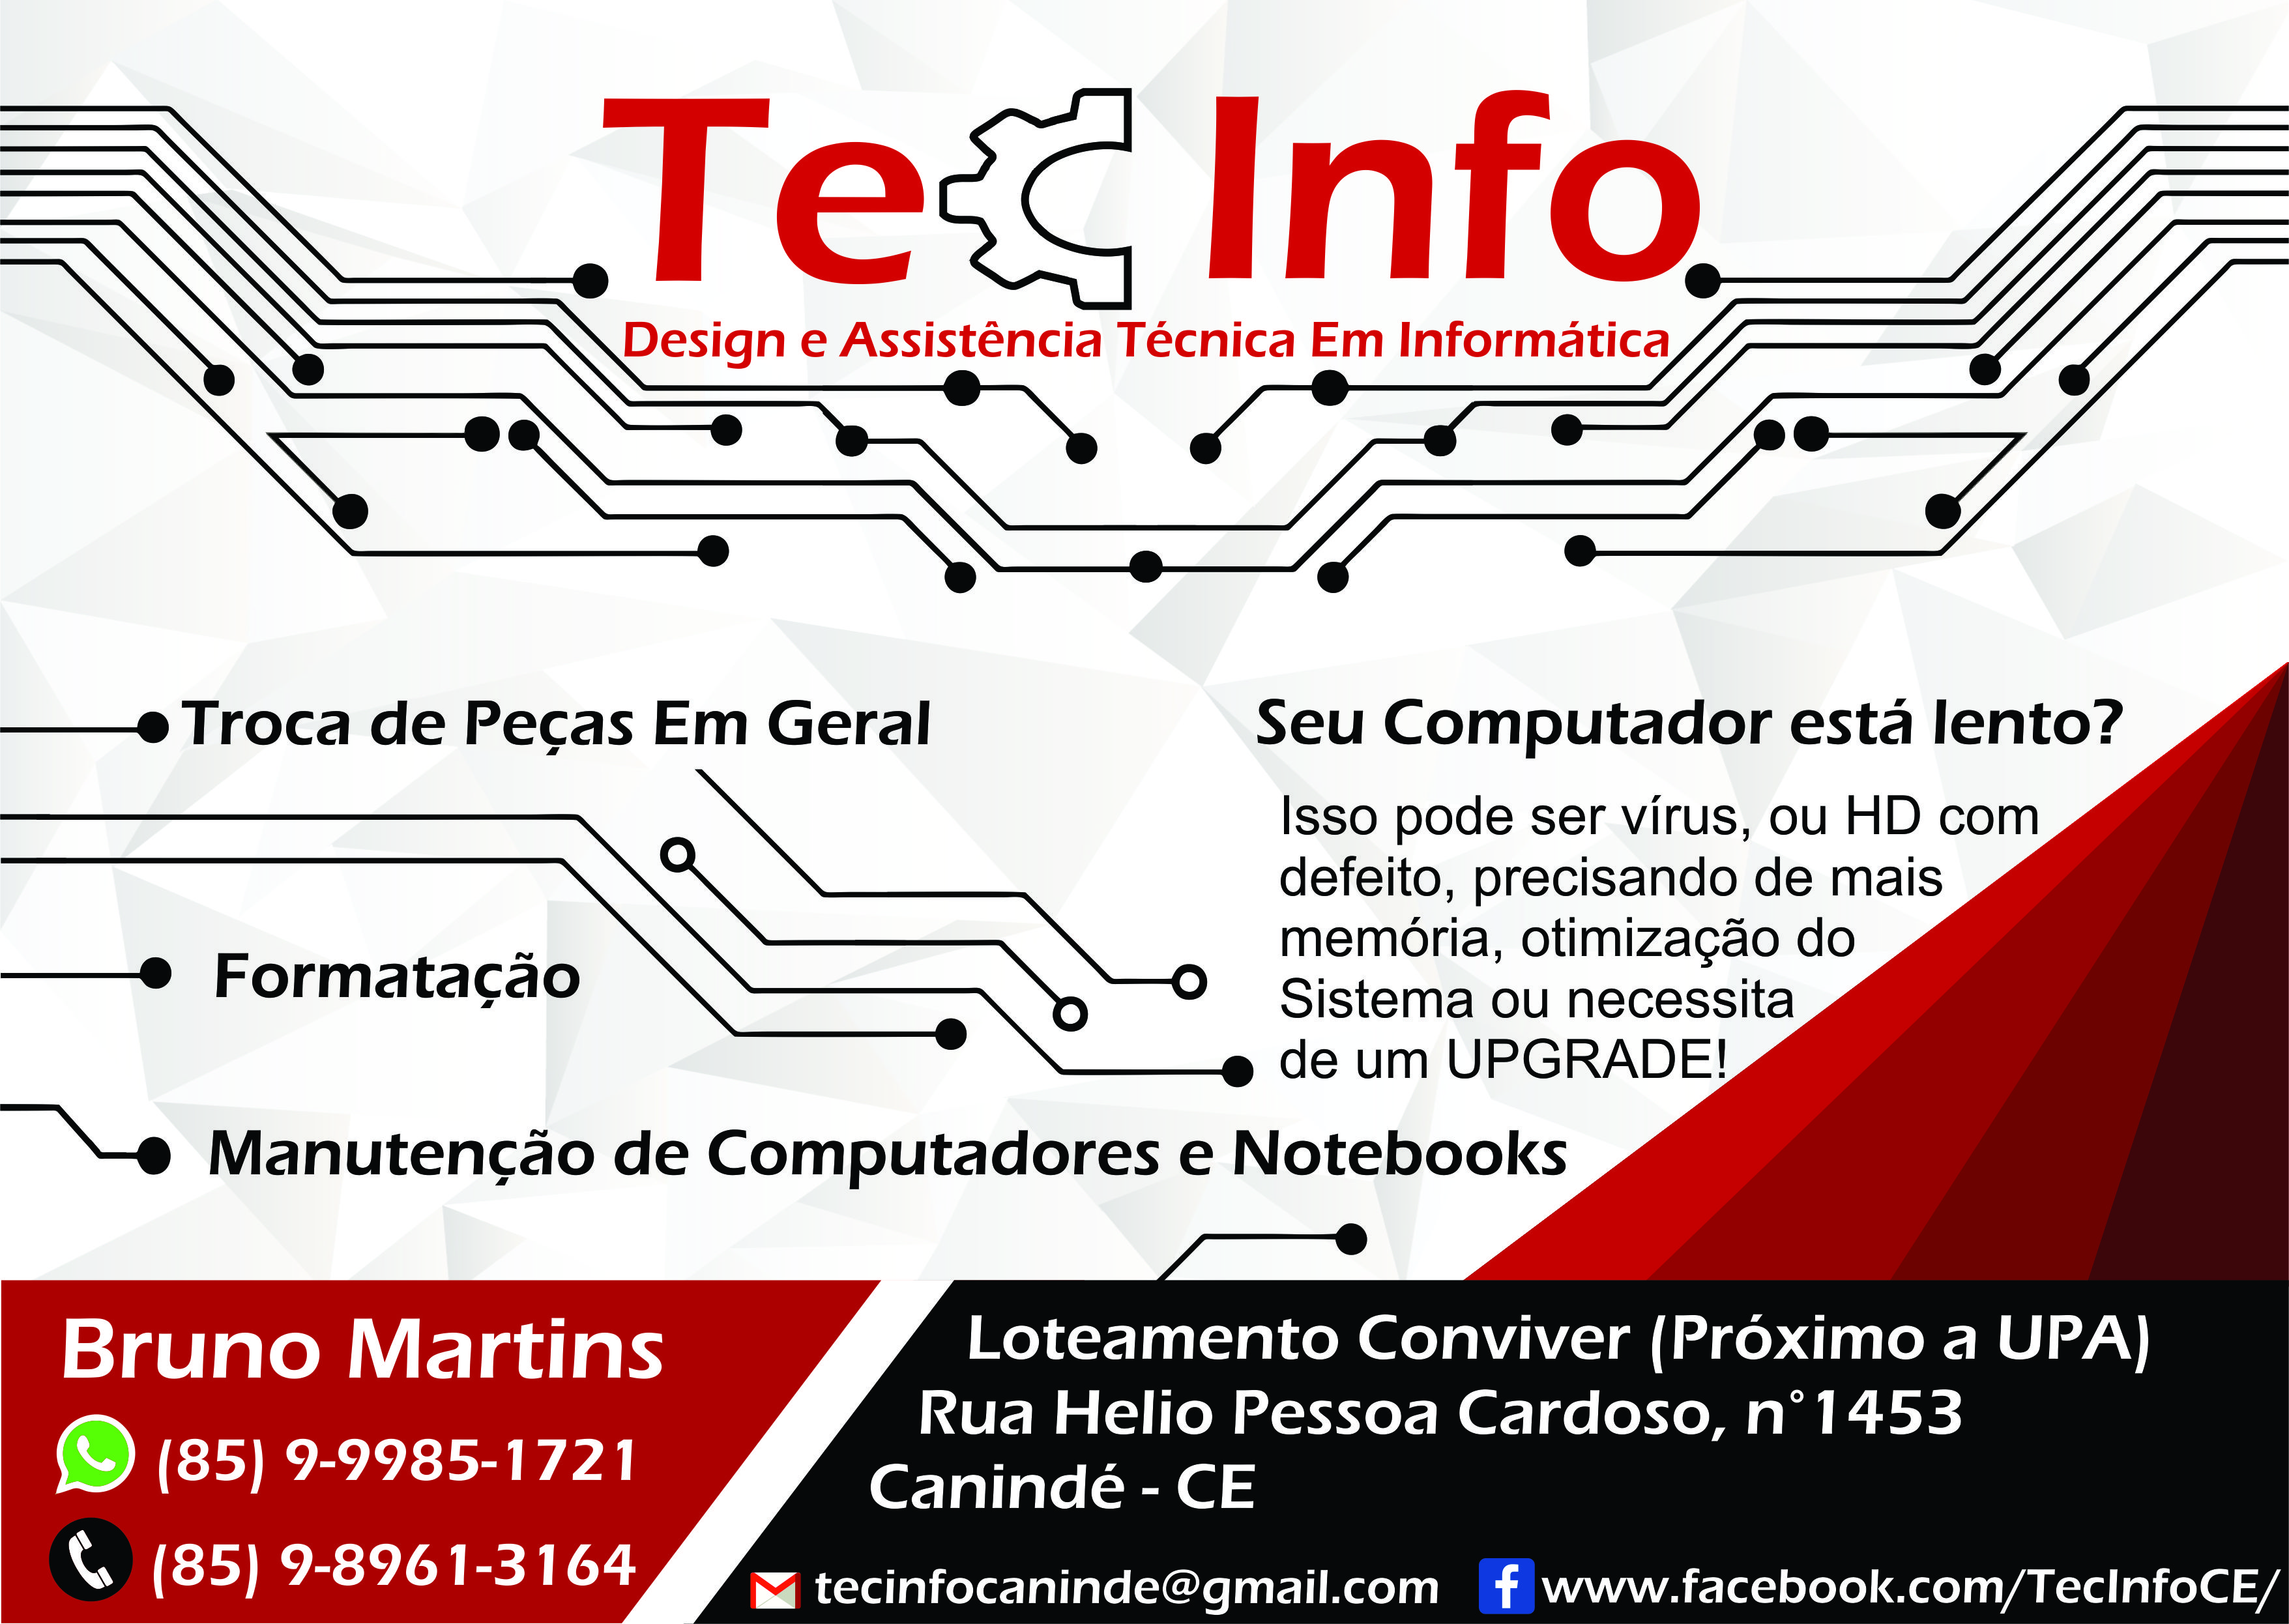 Tec Info
Design e Assistência Técnica Em Informática
Troca de Peças Em Geral
Formatação
Manutenção de Computadores e Notebooks
Seu Computador está lento?
Isso pode ser vírus, ou HD com
defeito, precisando de mais
memória, otimização do
Sistema ou necessita
de um UPGRADE!
Bruno Martins
(85) 9-9985-1721
(85) 9-8961-3164
Loteamento Conviver (Próximo a UPA)
Rua Helio Pessoa Cardoso, n°1453
Canindé - CE
tecinfocaninde@gmail.com
www.facebook.com/TecInfoCE/